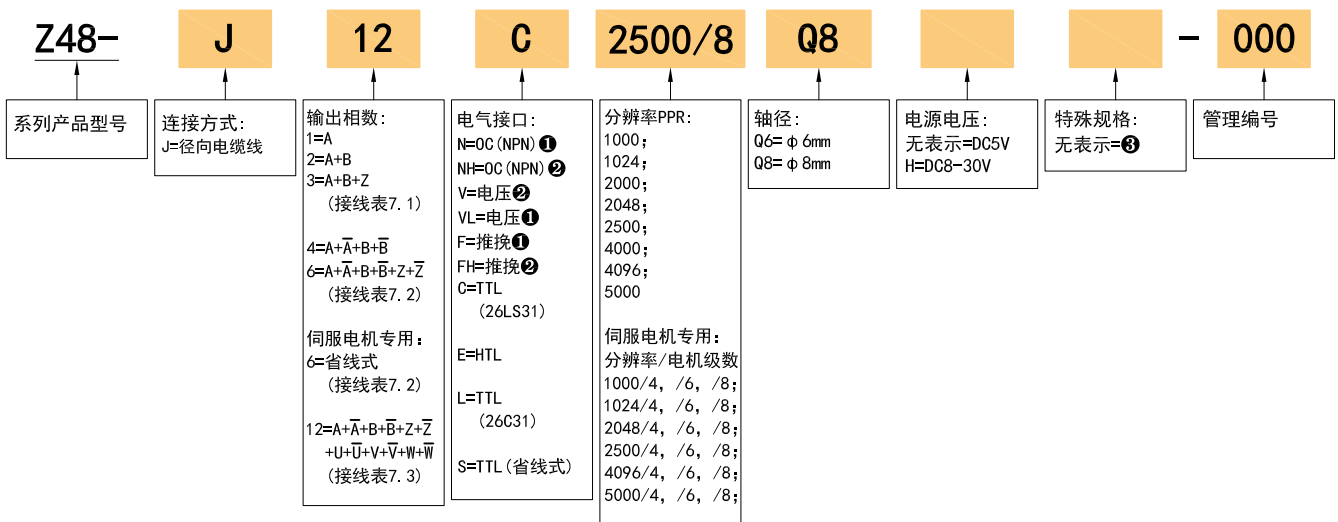 Z48- J 12 C 2500/8 Q8 - 000
系列产品型号
连接方式:
J=径向电缆线
输出相数:
1=A
2=A+B
3=A+B+Z
(接线表7.1)
4=A+A̅+B+B̅
6=A+A̅+B+B̅+Z+Z̅
(接线表7.2)
伺服电机专用:
6=省线式
(接线表7.2)
12=A+A̅+B+B̅+Z+Z̅
+U+U̅+V+V̅+W+W̅
(接线表7.3)
电气接口:
N=OC(NPN)❶
NH=OC(NPN)❷
V=电压❷
VL=电压❶
F=推挽❶
FH=推挽❷
C=TTL
(26LS31)
E=HTL
L=TTL
(26C31)
S=TTL(省线式)
分辨率PPR:
1000;
1024;
2000;
2048;
2500;
4000;
4096;
5000
伺服电机专用:
分辨率/电机级数
1000/4, /6, /8;
1024/4, /6, /8;
2048/4, /6, /8;
2500/4, /6, /8;
4096/4, /6, /8;
5000/4, /6, /8;
轴径:
Q6=φ6mm
Q8=φ8mm
电源电压:
无表示=DC5V
H=DC8-30V
特殊规格:
无表示=❸
管理编号